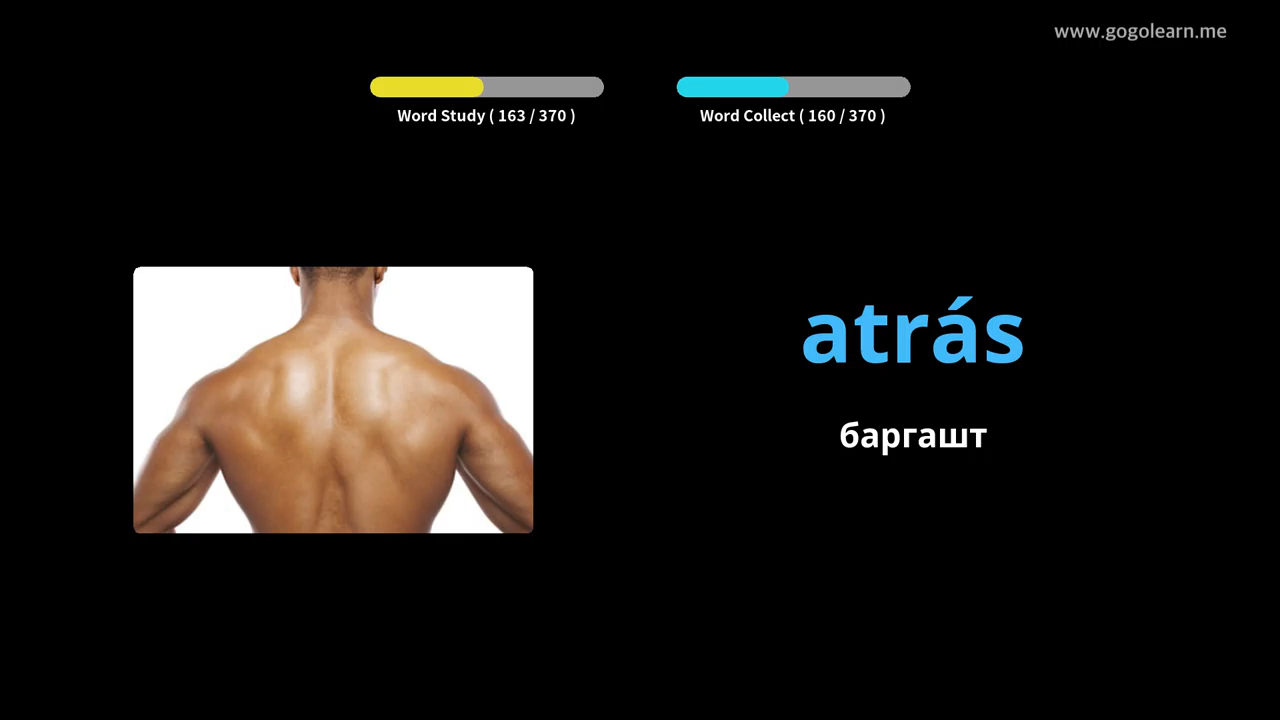 www.gogolearn.me
Word Study ( 163 / 370 )
Word Collect ( 160 / 370 )
atrás
баргашт